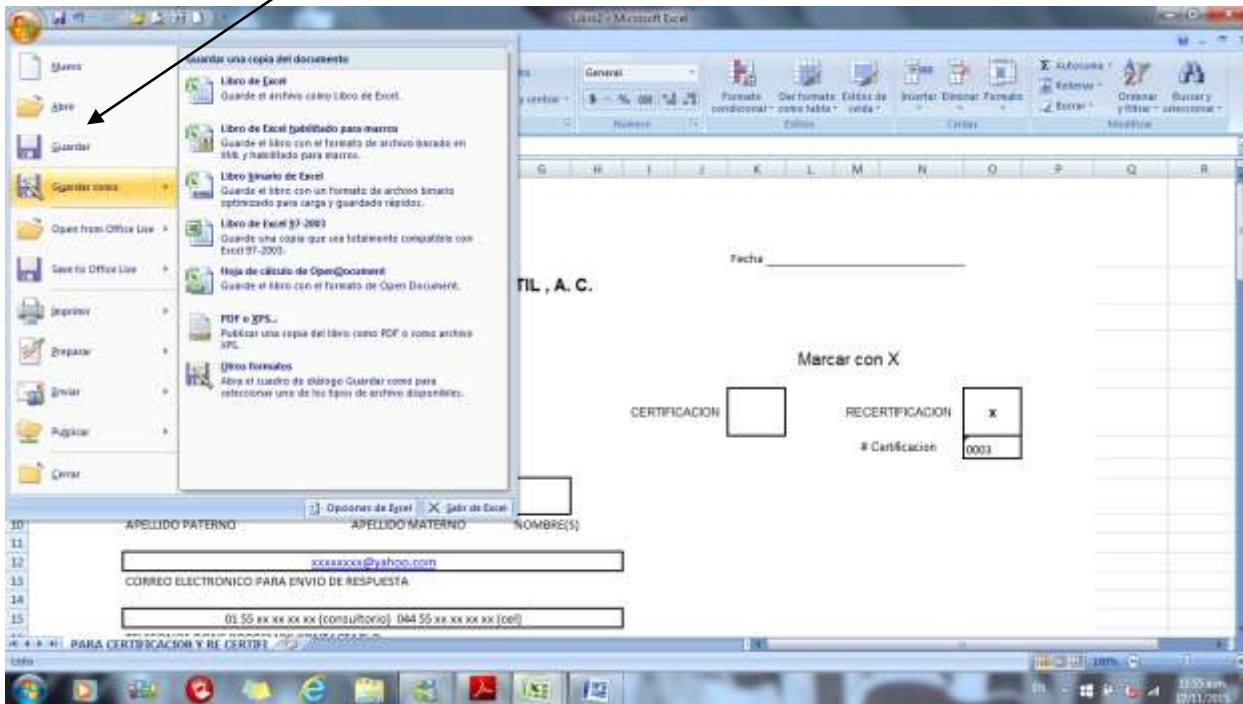 Libro2 - Microsoft Excel
Nuevo
Abrir
Guardar
Guardar como
Open from Office Live
Save to Office Live
Imprimir
Preparar
Enviar
Publicar
Cerrar
Guardar una copia del documento
Libro de Excel
Guarde el archivo como Libro de Excel.
Libro de Excel habilitado para macros
Guarde el libro con el formato de archivo basado en
XML y habilitado para macros.
Libro binario de Excel
Guarde el libro con un formato de archivo binario
optimizado para carga y guardado rápidos.
Libro de Excel 97-2003
Guarde una copia que sea totalmente compatible con
Excel 97-2003.
Hoja de cálculo de OpenDocument
Guarde el libro con el formato de Open Document.
PDF o XPS...
Publicar una copia del libro como PDF o como archivo
XPS.
Otros formatos
Abra el cuadro de diálogo Guardar como para
seleccionar uno de los tipos de archivo disponibles.
Opciones de Excel
Salir de Excel
General
$ - % 000
Número
Formato condicional
Dar formato como tabla
Estilos de celda
Estilos
Insertar Eliminar Formato
Celdas
Σ Autosuma
Rellenar
Borrar
Ordenar y filtrar
Buscar y seleccionar
Modificar
G H I J K L M N O P Q R
Fecha
TIL , A. C.
Marcar con X
CERTIFICACION
RECERTIFICACION
x
# Certificacion
0003
10
APELLIDO PATERNO APELLIDO MATERNO NOMBRE(S)
11
12
xxxxxxxx@yahoo.com
13
CORREO ELECTRONICO PARA ENVIO DE RESPUESTA
14
15
01 55 xx xx xx xx (consultorio) 044 55 xx xx xx xx (cel)
PARA CERTIFICACION Y RE CERTIFI
Listo
100%
EN
11:55 a.m.